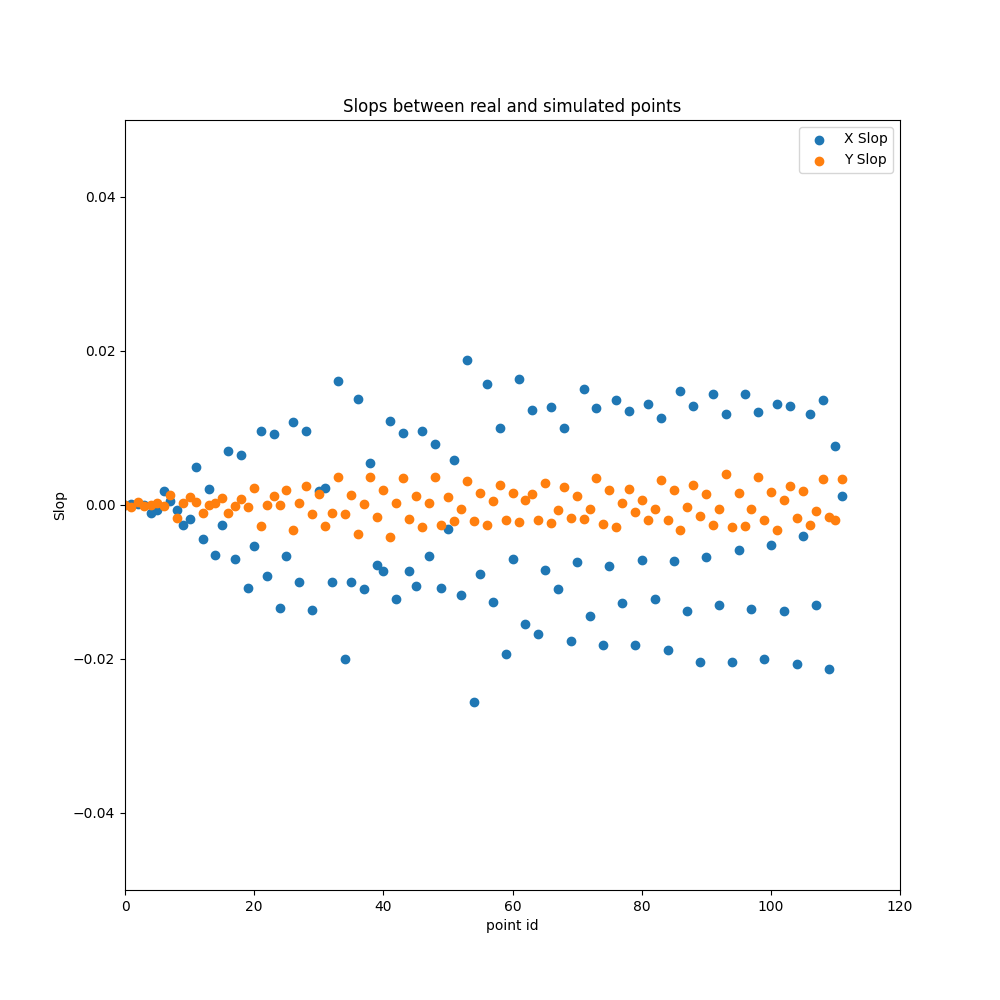 Slops between real and simulated points
X Slop
Y Slop
0.04
0.02
0.00
−0.02
−0.04
Slop
0 20 40 60 80 100 120
point id